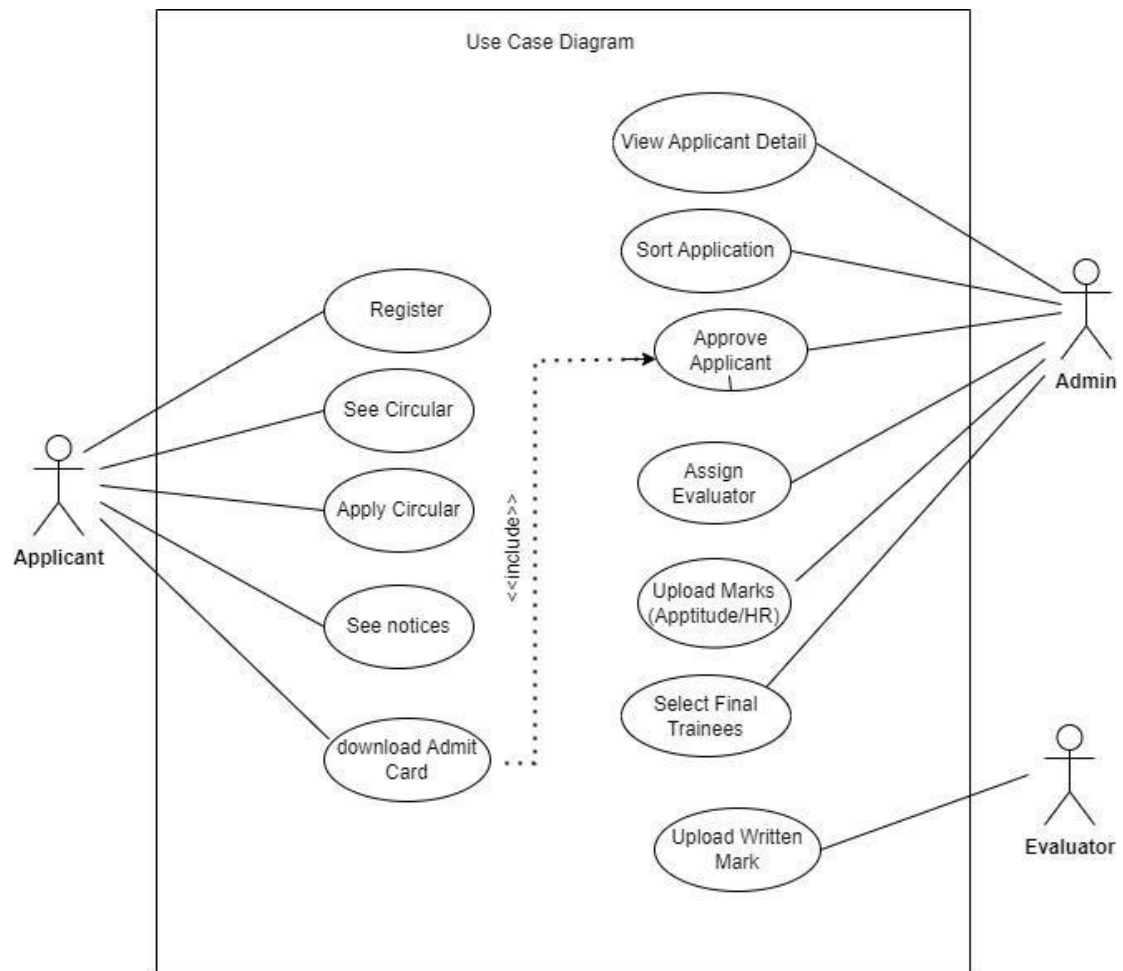 Use Case Diagram
View Applicant Detail
Sort Application
Register
Approve
Applicant
Admin
See Circular
Assign
Evaluator
Apply Circular
Applicant
<<include>>
Upload Marks
(Apptitude/HR)
See notices
Select Final
Trainees
download Admit
Card
Upload Written
Mark
Evaluator